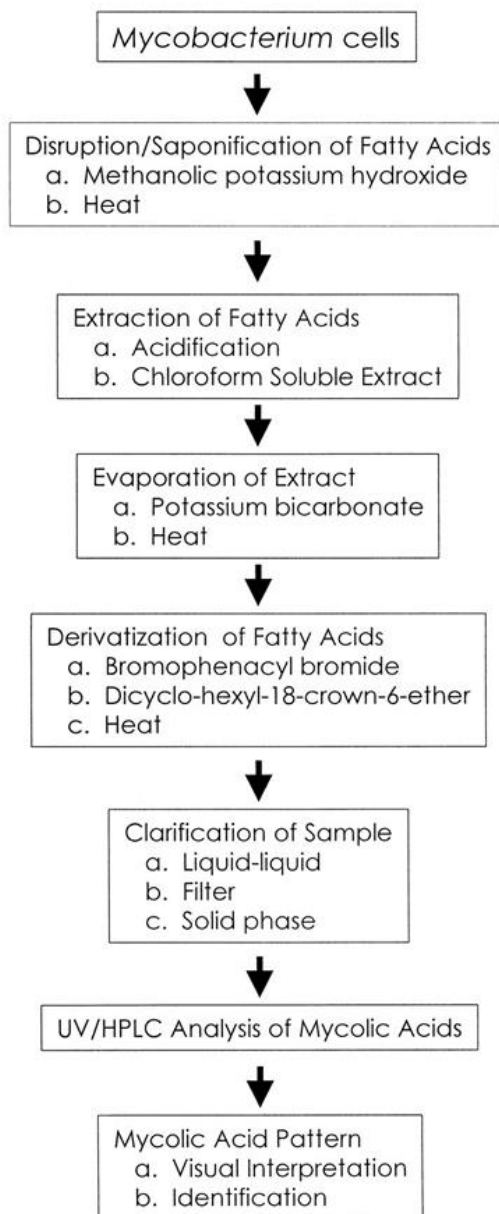 Mycobacterium cells
Disruption/Saponification of Fatty Acids
a. Methanolic potassium hydroxide
b. Heat
Extraction of Fatty Acids
a. Acidification
b. Chloroform Soluble Extract
Evaporation of Extract
a. Potassium bicarbonate
b. Heat
Derivatization of Fatty Acids
a. Bromophenacyl bromide
b. Dicyclo-hexyl-18-crown-6-ether
c. Heat
Clarification of Sample
a. Liquid-liquid
b. Filter
c. Solid phase
UV/HPLC Analysis of Mycolic Acids
Mycolic Acid Pattern
a. Visual Interpretation
b. Identification